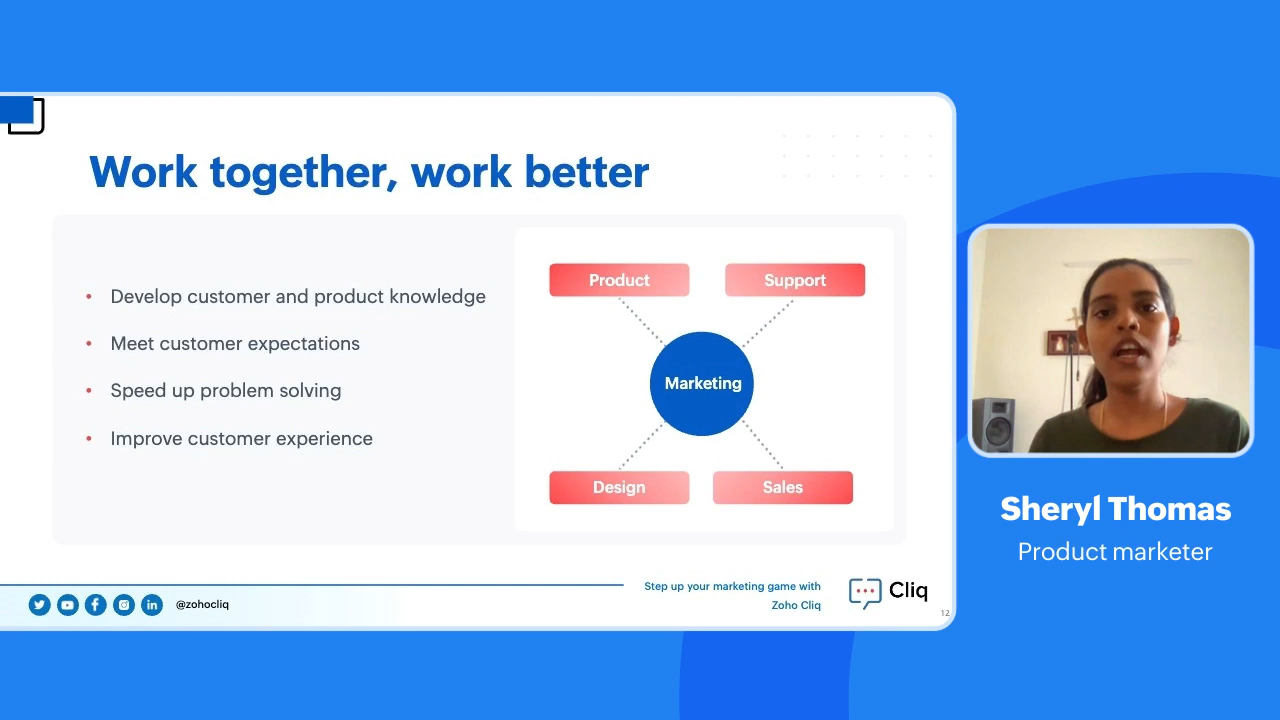 Work together, work better
Develop customer and product knowledge
Meet customer expectations
Speed up problem solving
Improve customer experience
Product
Support
Marketing
Design
Sales
@zohocliq
Step up your marketing game with
Zoho Cliq
Cliq
12
Sheryl Thomas
Product marketer